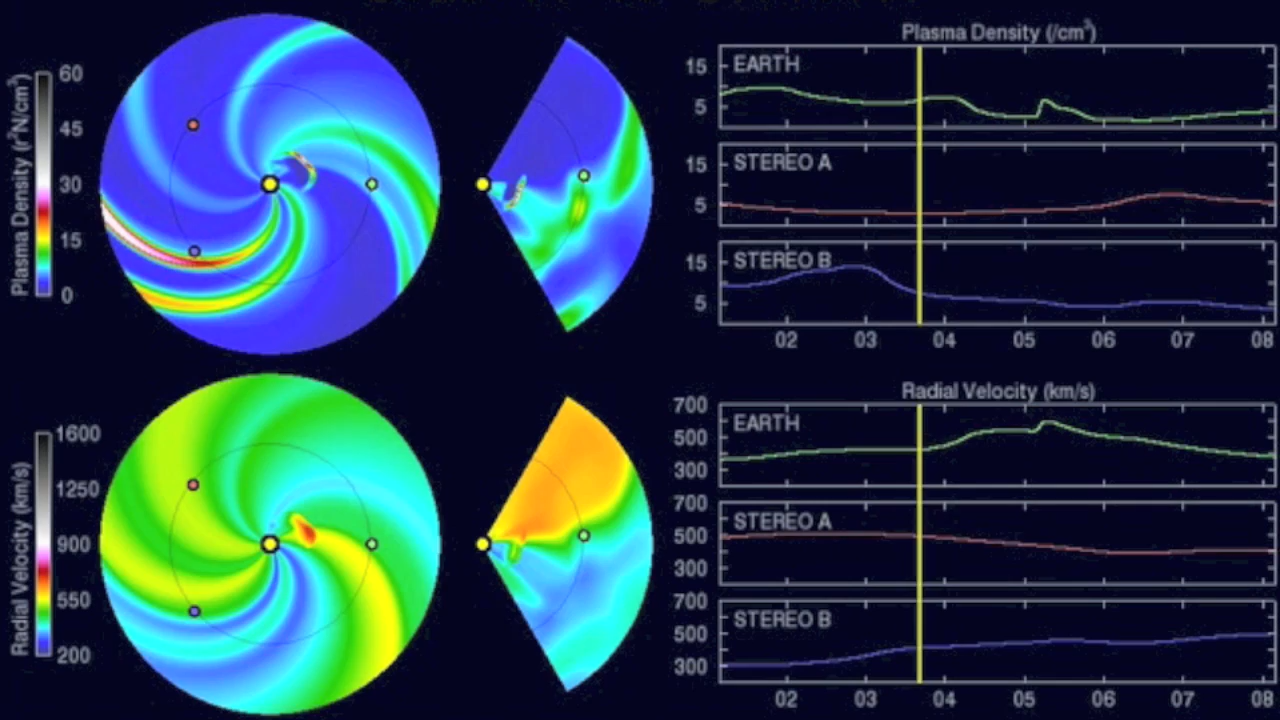 Plasma Density (r²N/cm³)
60
45
30
15
0
Plasma Density (/cm³)
EARTH
15
5
STEREO A
15
5
STEREO B
15
5
02 03 04 05 06 07 08
Radial Velocity (km/s)
1600
1250
900
550
200
Radial Velocity (km/s)
EARTH
700
500
300
STEREO A
700
500
300
STEREO B
700
500
300
02 03 04 05 06 07 08